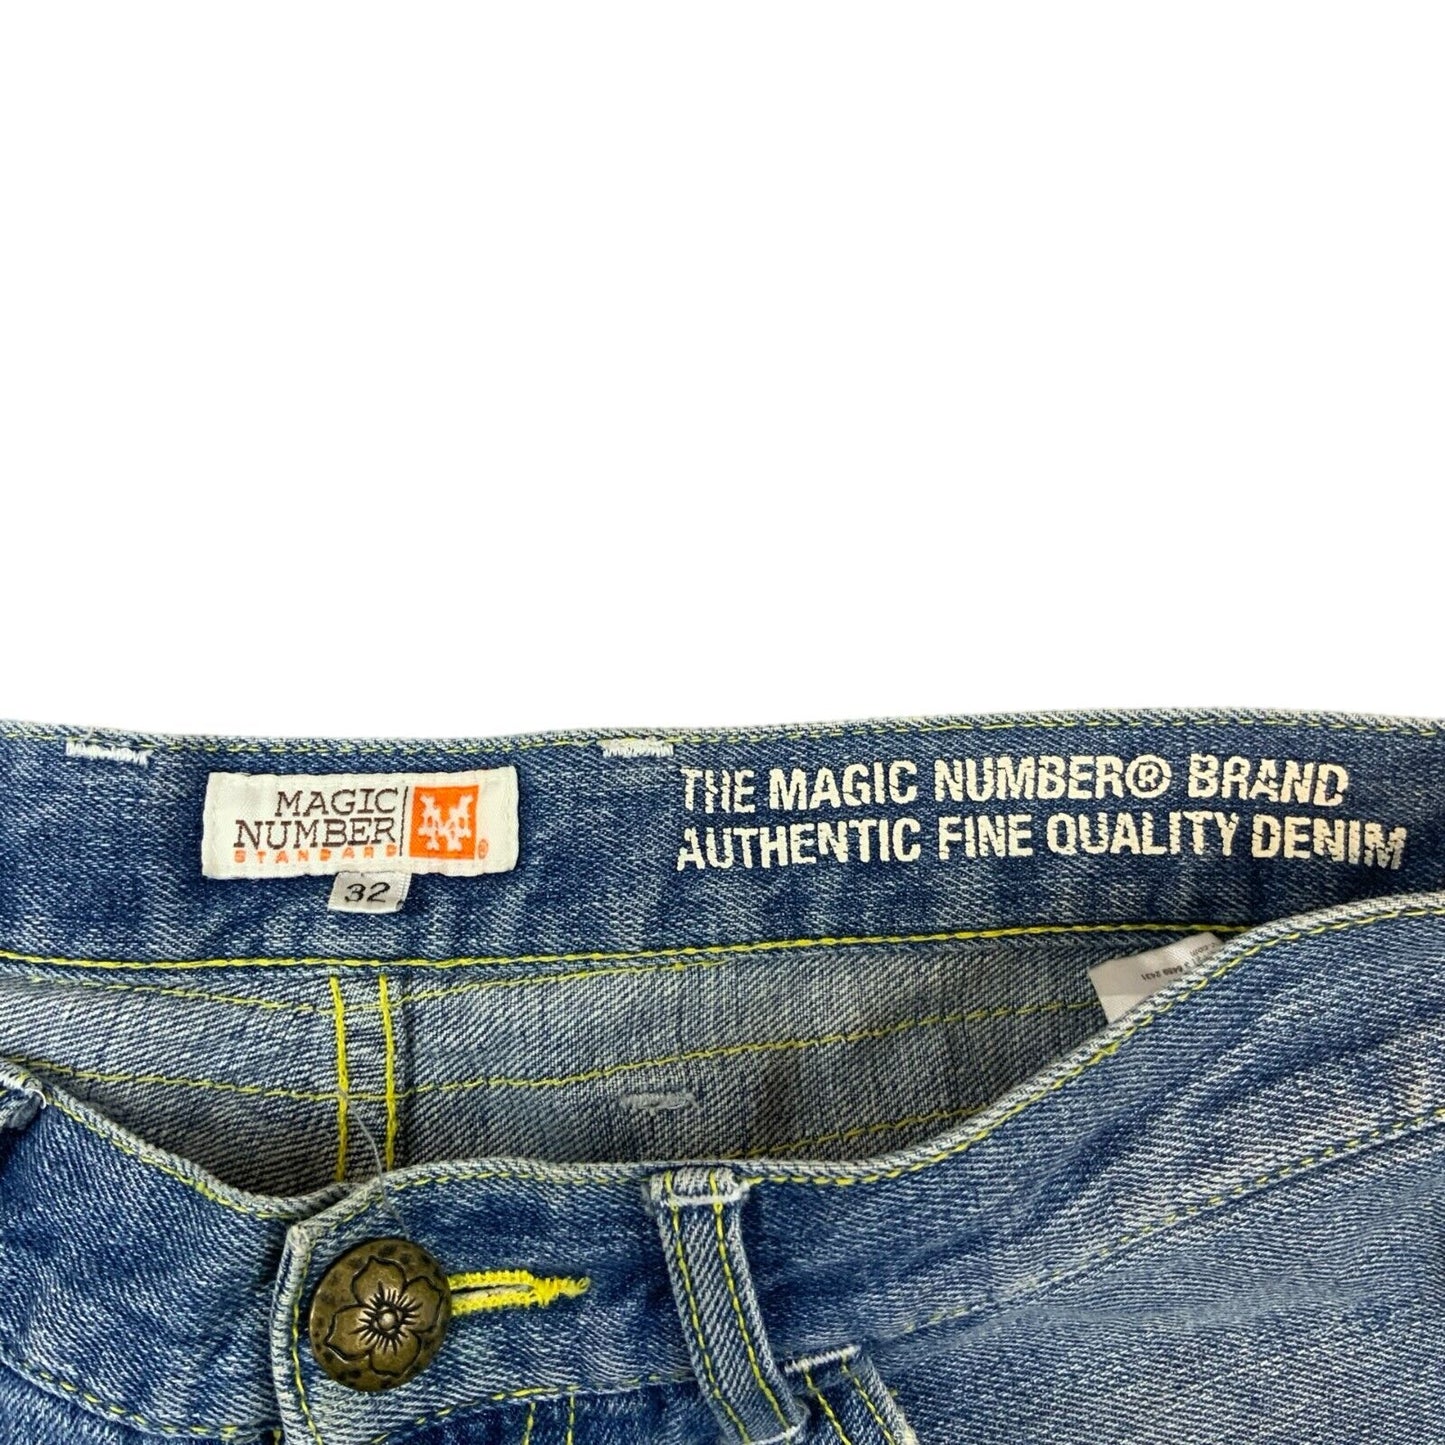 MAGIC
NUMBER
STANDARD
32
THE MAGIC NUMBER® BRAND
AUTHENTIC FINE QUALITY DENIM